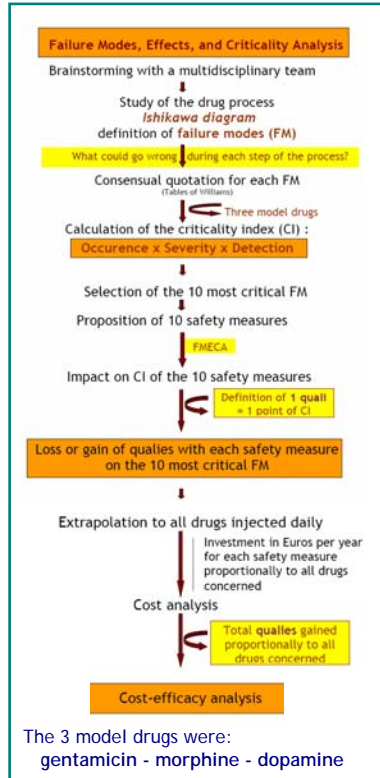 Failure Modes, Effects, and Criticality Analysis
Brainstorming with a multidisciplinary team
Study of the drug process
Ishikawa diagram
definition of failure modes (FM)
What could go wrong during each step of the process?
Consensual quotation for each FM
(Tables of Williams)
Three model drugs
Calculation of the criticality index (CI) :
Occurence x Severity x Detection
Selection of the 10 most critical FM
Proposition of 10 safety measures
FMECA
Impact on CI of the 10 safety measures
Definition of 1 quali
= 1 point of CI
Loss or gain of qualies with each safety measure
on the 10 most critical FM
Extrapolation to all drugs injected daily
Investment in Euros per year
for each safety measure
proportionally to all drugs
concerned
Cost analysis
Total qualies gained
proportionally to all
drugs concerned
Cost-efficacy analysis
The 3 model drugs were:
gentamicin - morphine - dopamine